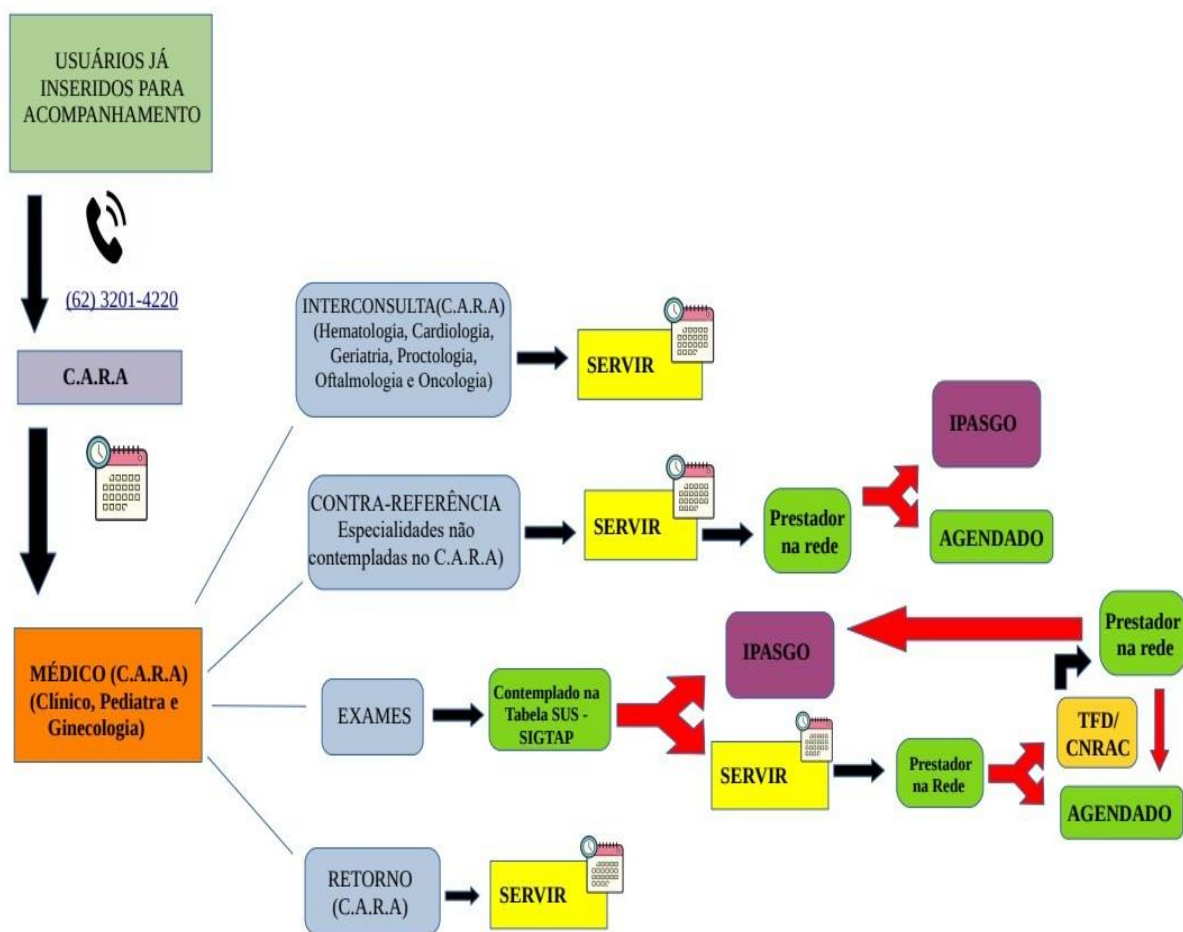 USUÁRIOS JÁ
INSERIDOS PARA
ACOMPANHAMENTO
(62) 3201-4220
C.A.R.A
MÉDICO (C.A.R.A)
(Clínico, Pediatra e
Ginecologia)
INTERCONSULTA(C.A.R.A)
(Hematologia, Cardiologia,
Geriatria, Proctologia,
Oftalmologia e Oncologia)
SERVIR
CONTRA-REFERÊNCIA
Especialidades não
contempladas no C.A.R.A)
SERVIR
Prestador
na rede
IPASGO
AGENDADO
EXAMES
Contemplado na
Tabela SUS -
SIGTAP
IPASGO
SERVIR
Prestador
na Rede
TFD/
CNRAC
Prestador
na rede
AGENDADO
RETORNO
(C.A.R.A)
SERVIR